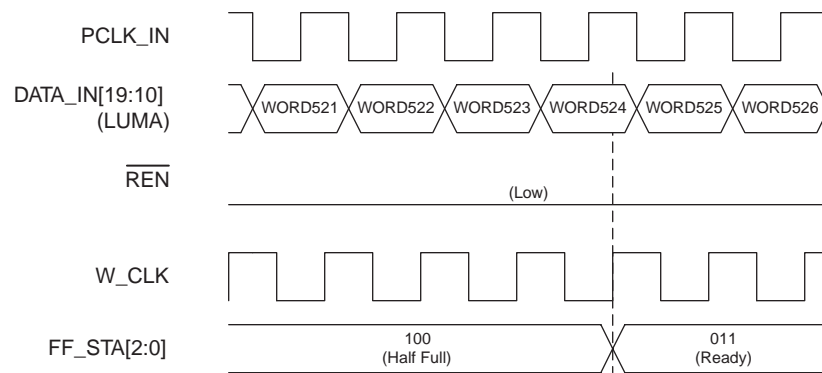 PCLK_IN
DATA_IN[19:10]
(LUMA)
WORD521 WORD522 WORD523 WORD524 WORD525 WORD526
REN
(Low)
W_CLK
FF_STA[2:0]
100
(Half Full)
011
(Ready)